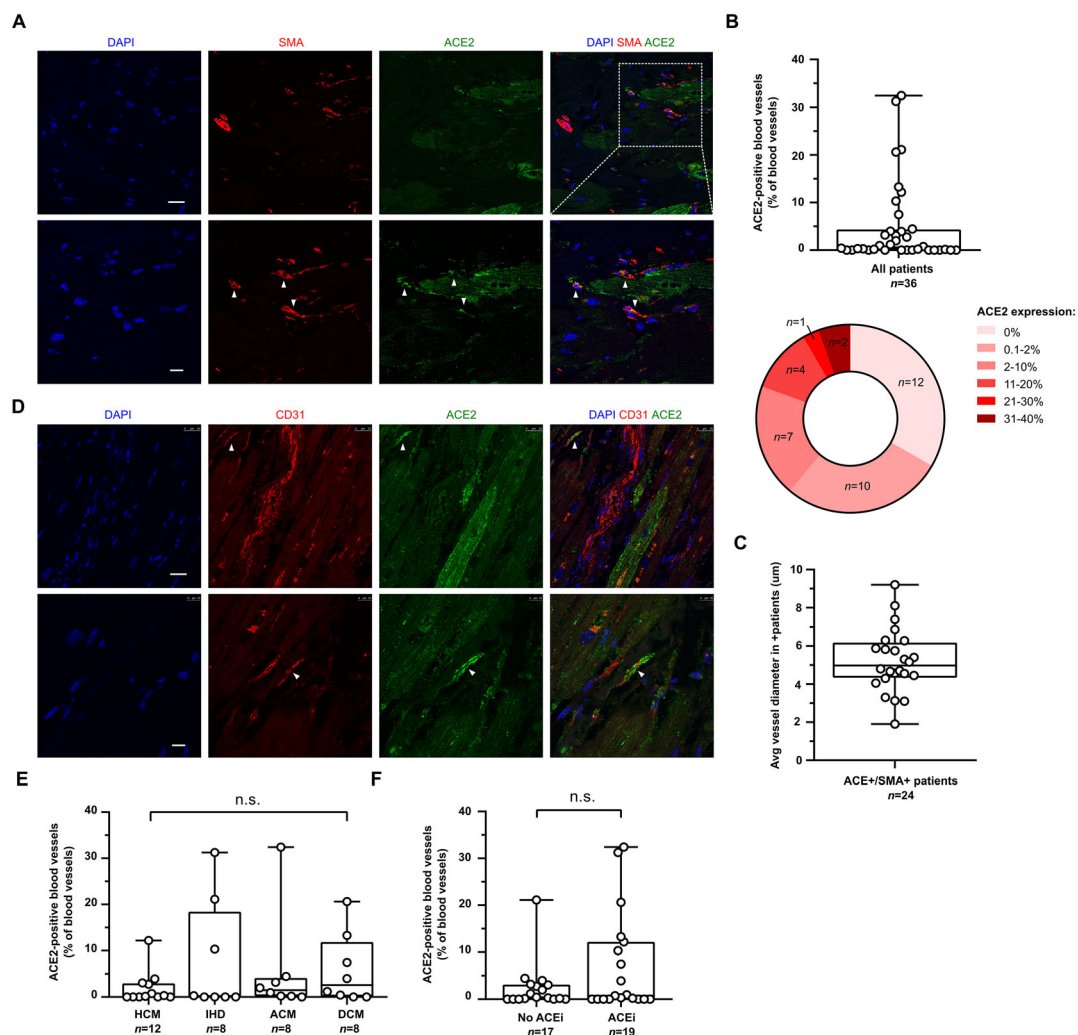 A
DAPI SMA ACE2 DAPI SMA ACE2
B
ACE2-positive blood vessels
(% of blood vessels)
40
30
20
10
0
All patients
n=36
ACE2 expression:
0%
0.1-2%
2-10%
11-20%
21-30%
31-40%
n=1
n=2
n=4
n=12
n=7
n=10
C
Avg vessel diameter in +patients (um)
10
8
6
4
2
0
ACE+/SMA+ patients
n=24
D
DAPI CD31 ACE2 DAPI CD31 ACE2
E
ACE2-positive blood vessels
(% of blood vessels)
40
30
20
10
0
n.s.
HCM IHD ACM DCM
n=12 n=8 n=8 n=8
F
ACE2-positive blood vessels
(% of blood vessels)
40
30
20
10
0
n.s.
No ACEi ACEi
n=17 n=19